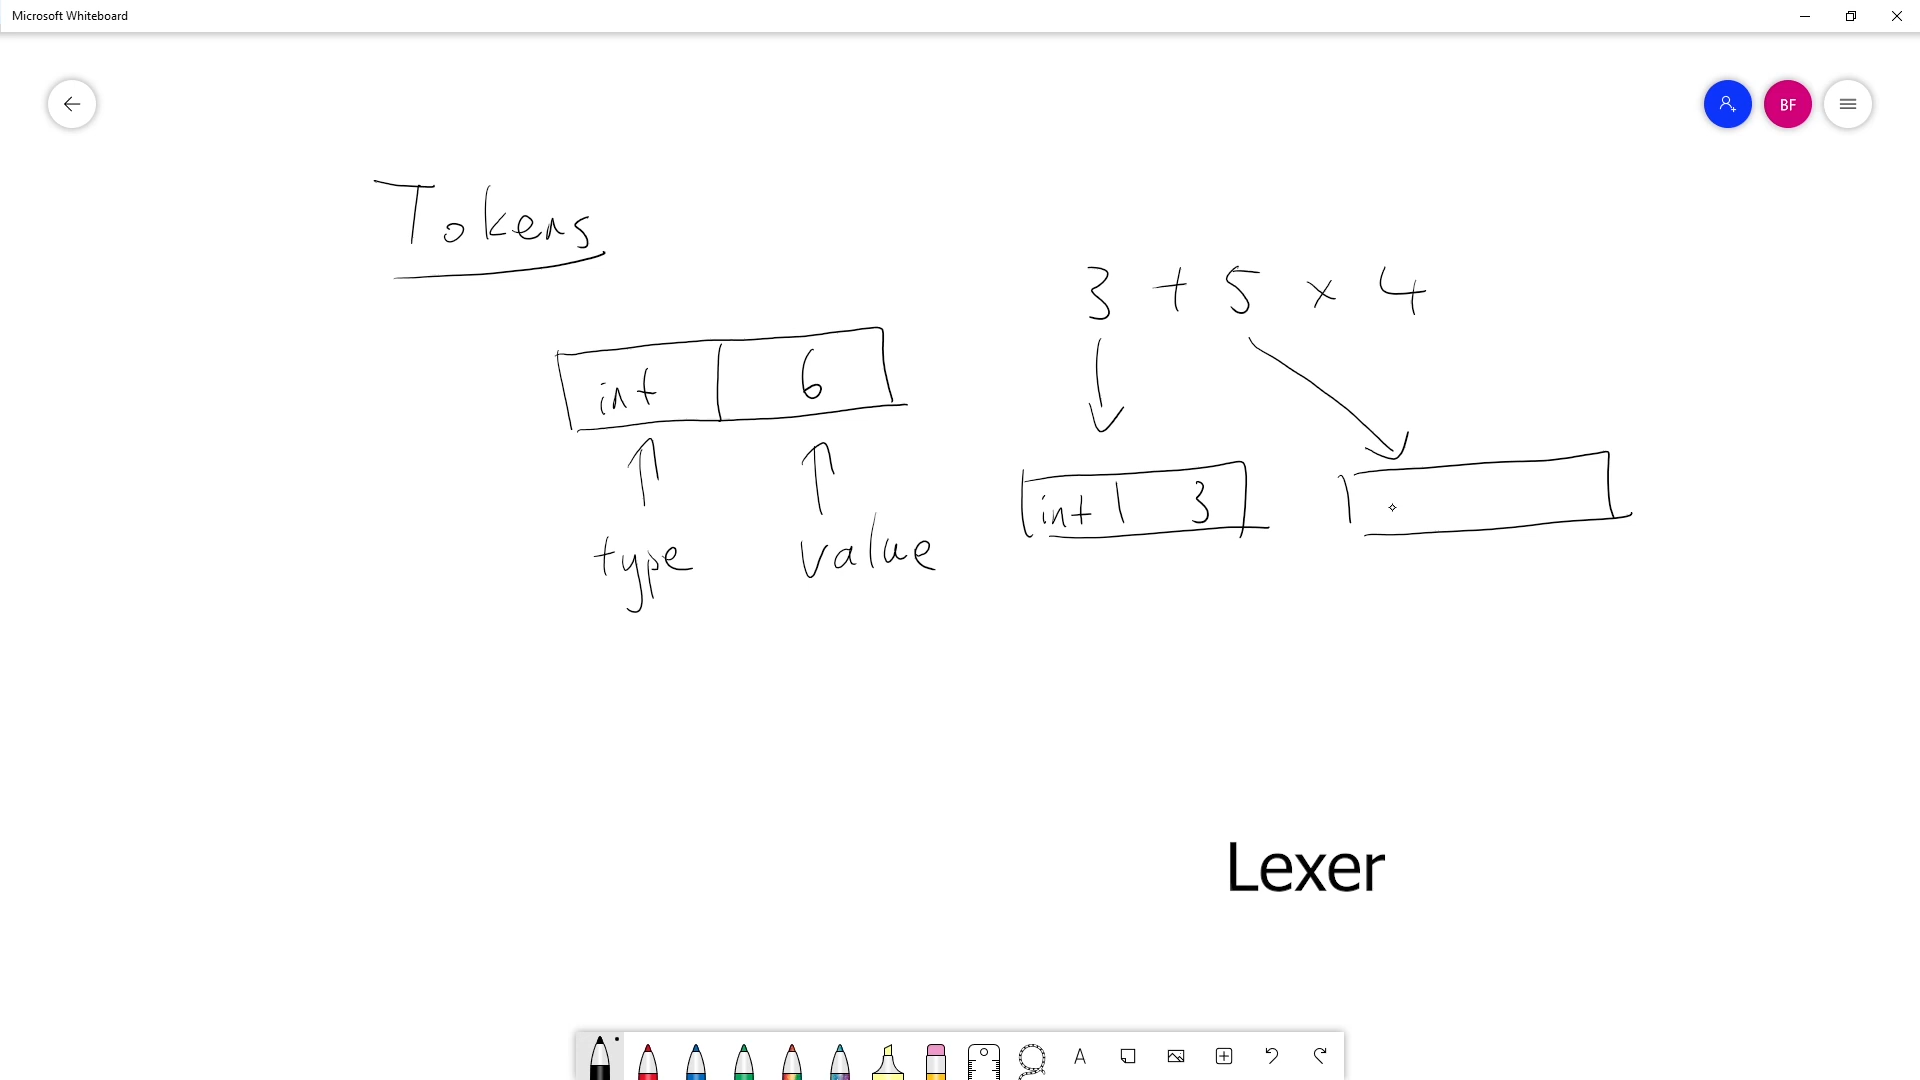 Microsoft Whiteboard
BF
Tokens
3 + 5 × 4
int 6
int 3
type value
Lexer
A